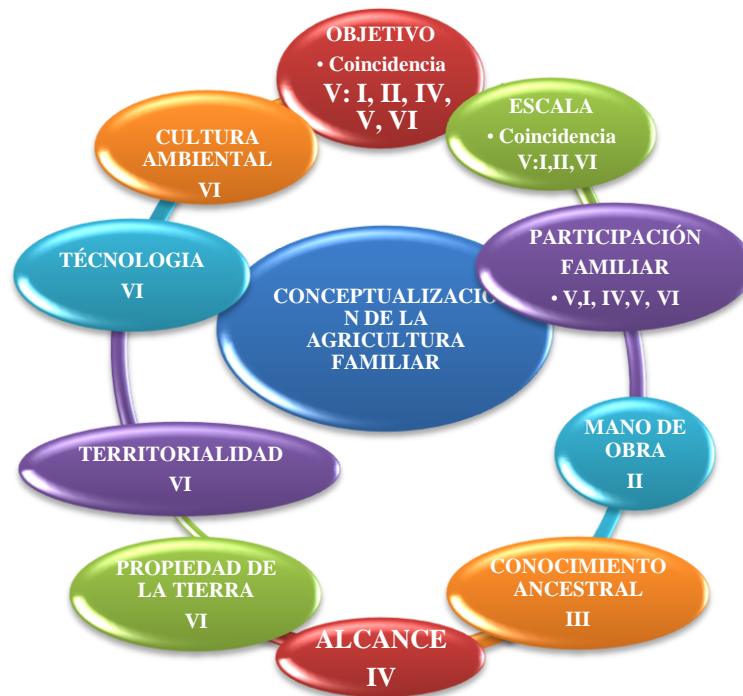 OBJETIVO
• Coincidencia
V: I, II, IV,
V, VI
ESCALA
• Coincidencia
V:I,II,VI
PARTICIPACIÓN
FAMILIAR
• V,I, IV,V, VI
MANO DE
OBRA
II
CONOCIMIENTO
ANCESTRAL
III
ALCANCE
IV
PROPIEDAD DE
LA TIERRA
VI
TERRITORIALIDAD
VI
TÉCNOLOGIA
VI
CULTURA
AMBIENTAL
VI
CONCEPTUALIZACIO
N DE LA
AGRICULTURA
FAMILIAR